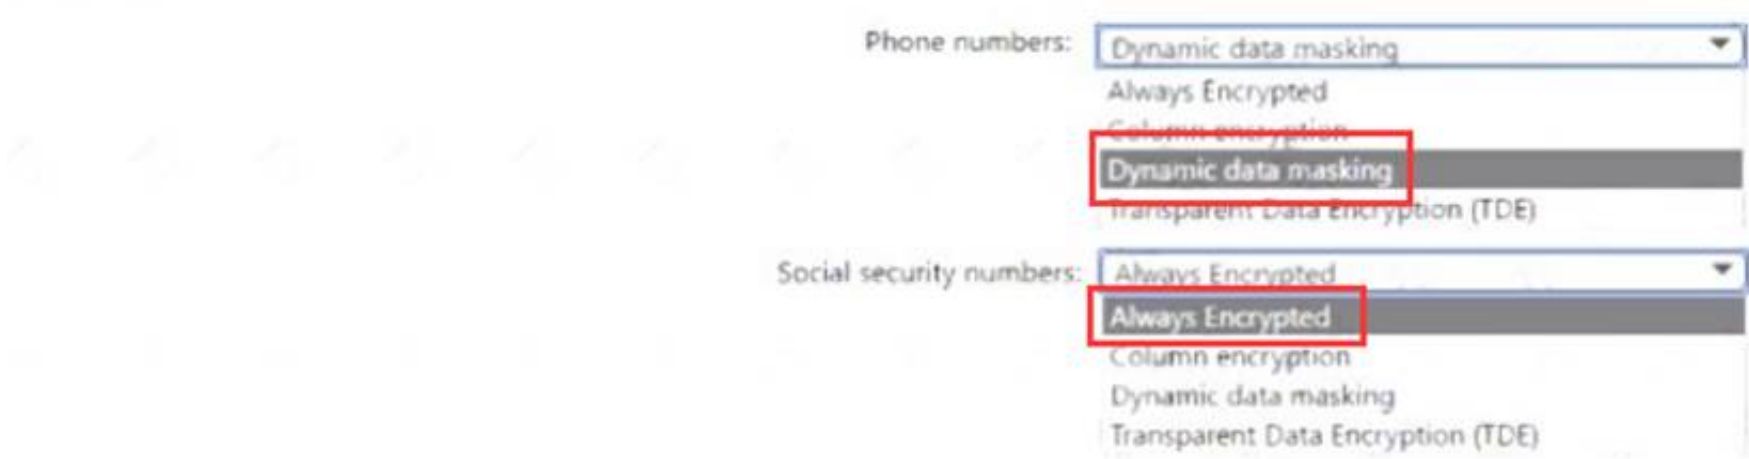 Phone numbers: Dynamic data masking
Always Encrypted
Column encryption
Dynamic data masking
Transparent Data Encryption (TDE)
Social security numbers: Always Encrypted
Always Encrypted
Column encryption
Dynamic data masking
Transparent Data Encryption (TDE)